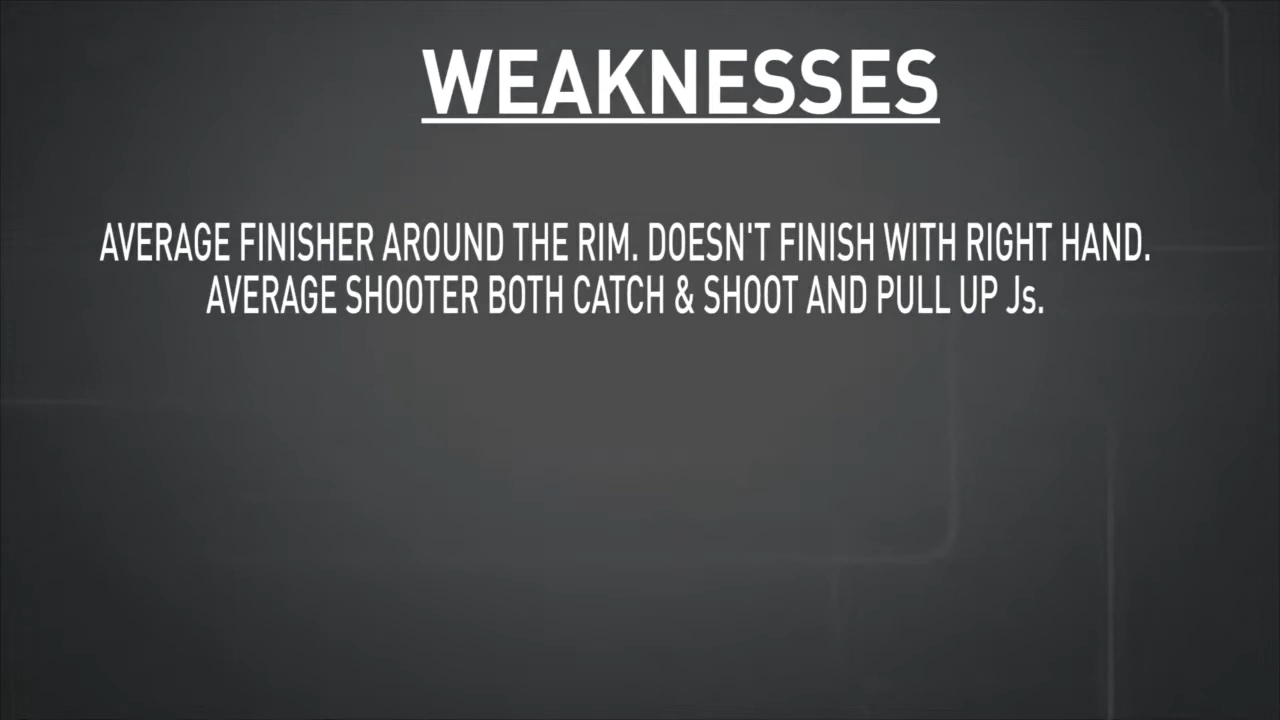 WEAKNESSES
AVERAGE FINISHER AROUND THE RIM. DOESN'T FINISH WITH RIGHT HAND.
AVERAGE SHOOTER BOTH CATCH & SHOOT AND PULL UP Js.